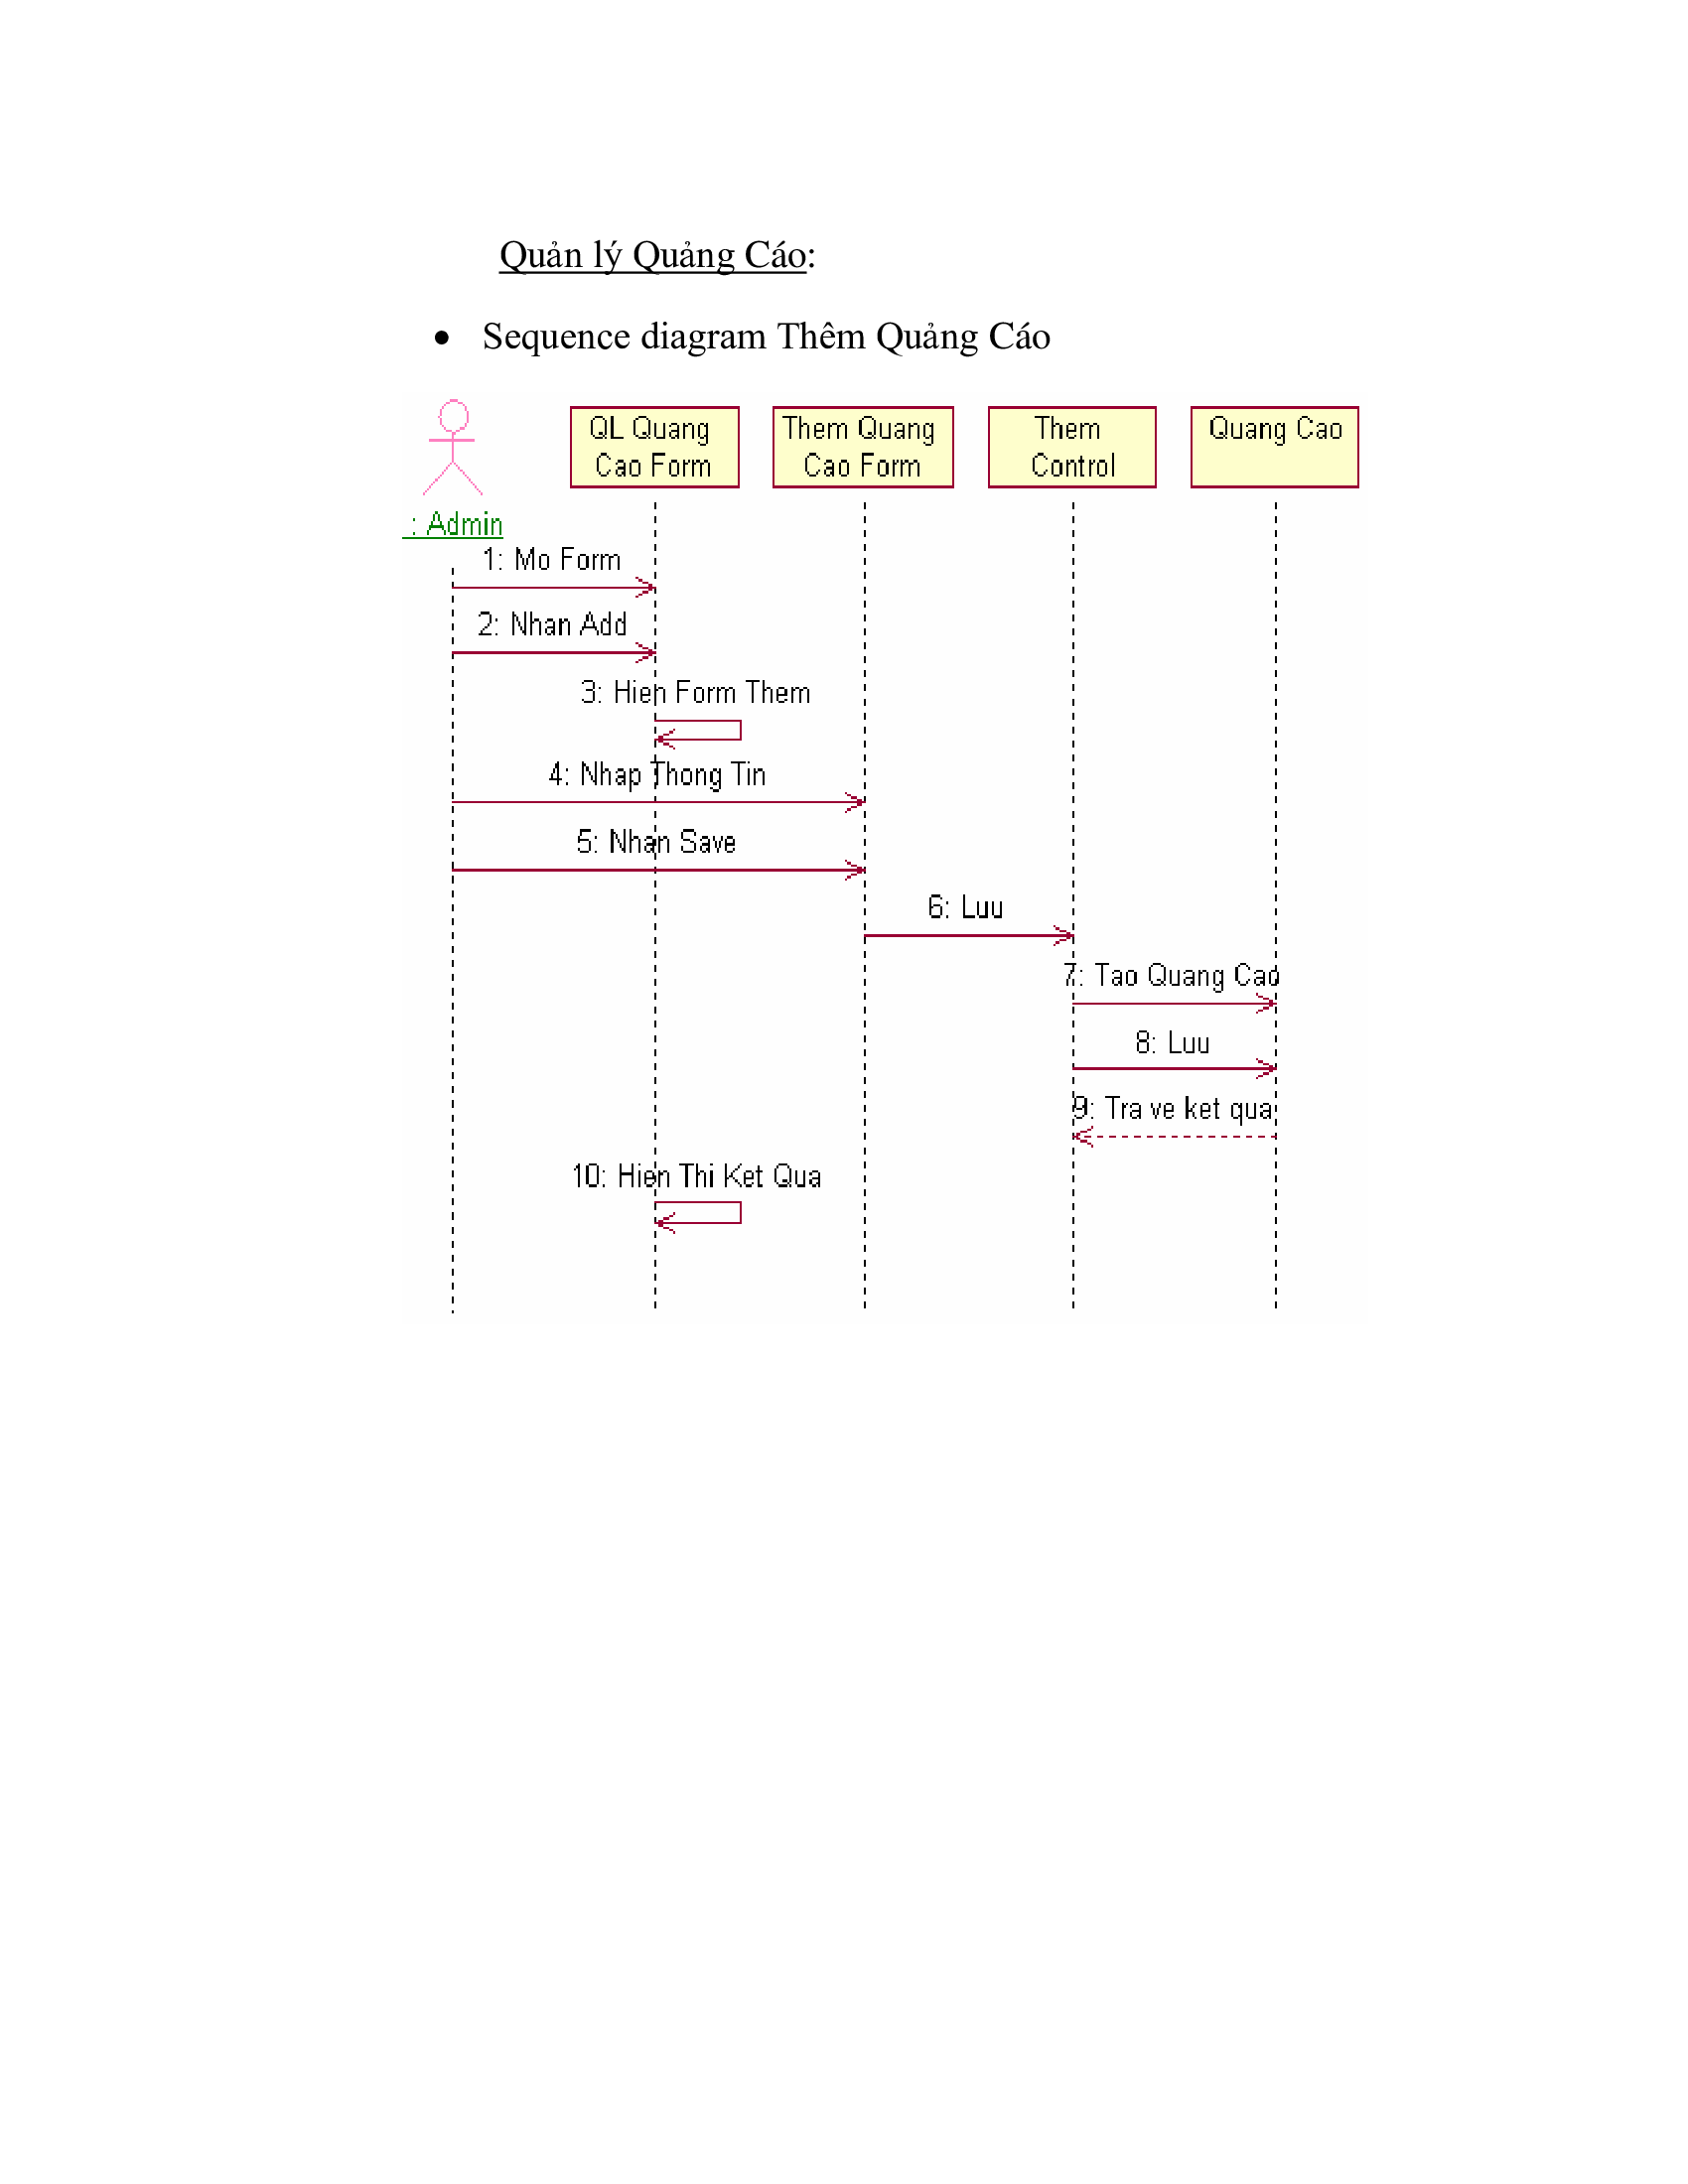 Quản lý Quảng Cáo:
• Sequence diagram Thêm Quảng Cáo
QL Quang
Cao Form
Them Quang
Cao Form
Them
Control
Quang Cao
: Admin
1: Mo Form
2: Nhan Add
3: Hien Form Them
4: Nhap Thong Tin
5: Nhan Save
6: Luu
7: Tao Quang Cao
8: Luu
9: Tra ve ket qua
10: Hien Thi Ket Qua